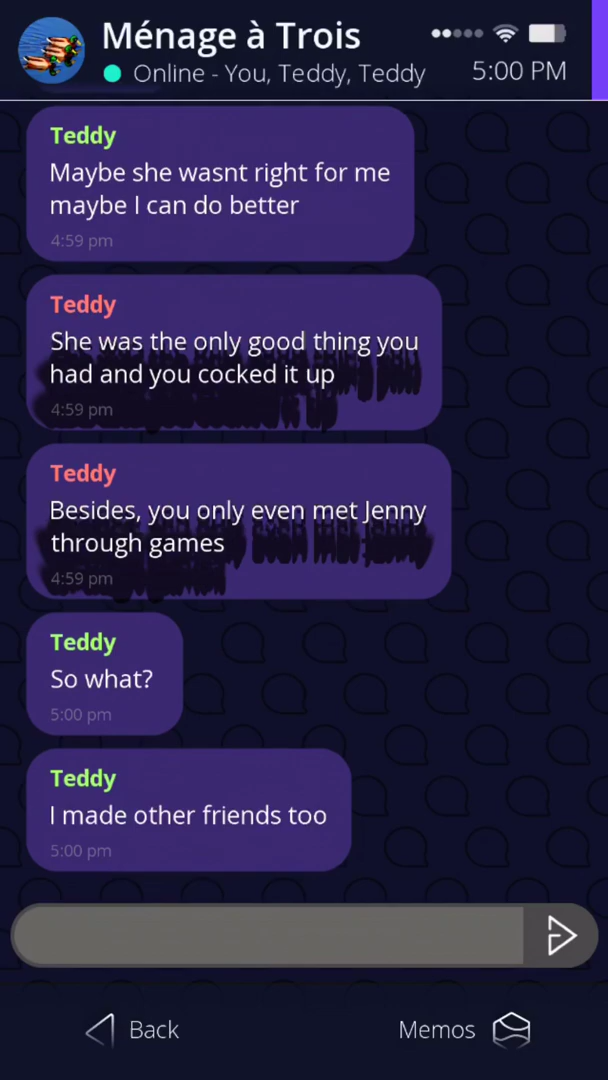 Ménage à Trois
Online - You, Teddy, Teddy
5:00 PM
Teddy
Maybe she wasnt right for me
maybe I can do better
4:59 pm
Teddy
She was the only good thing you
had and you cocked it up
4:59 pm
Teddy
Besides, you only even met Jenny
through games
4:59 pm
Teddy
So what?
5:00 pm
Teddy
I made other friends too
5:00 pm
Back
Memos